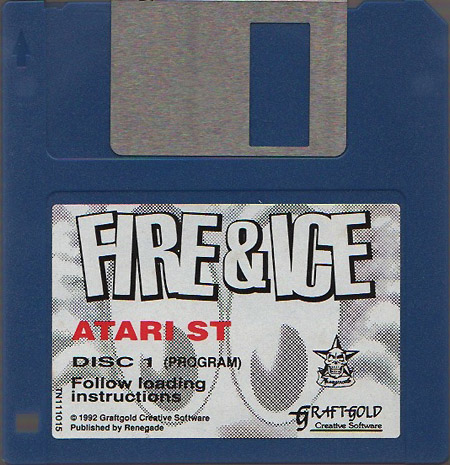 FIRE & ICE
ATARI ST
DISC 1 (PROGRAM)
Follow loading
instructions
© 1992 Graftgold Creative Software
Published by Renegade
Renegade
GRAFTGOLD
Creative Software